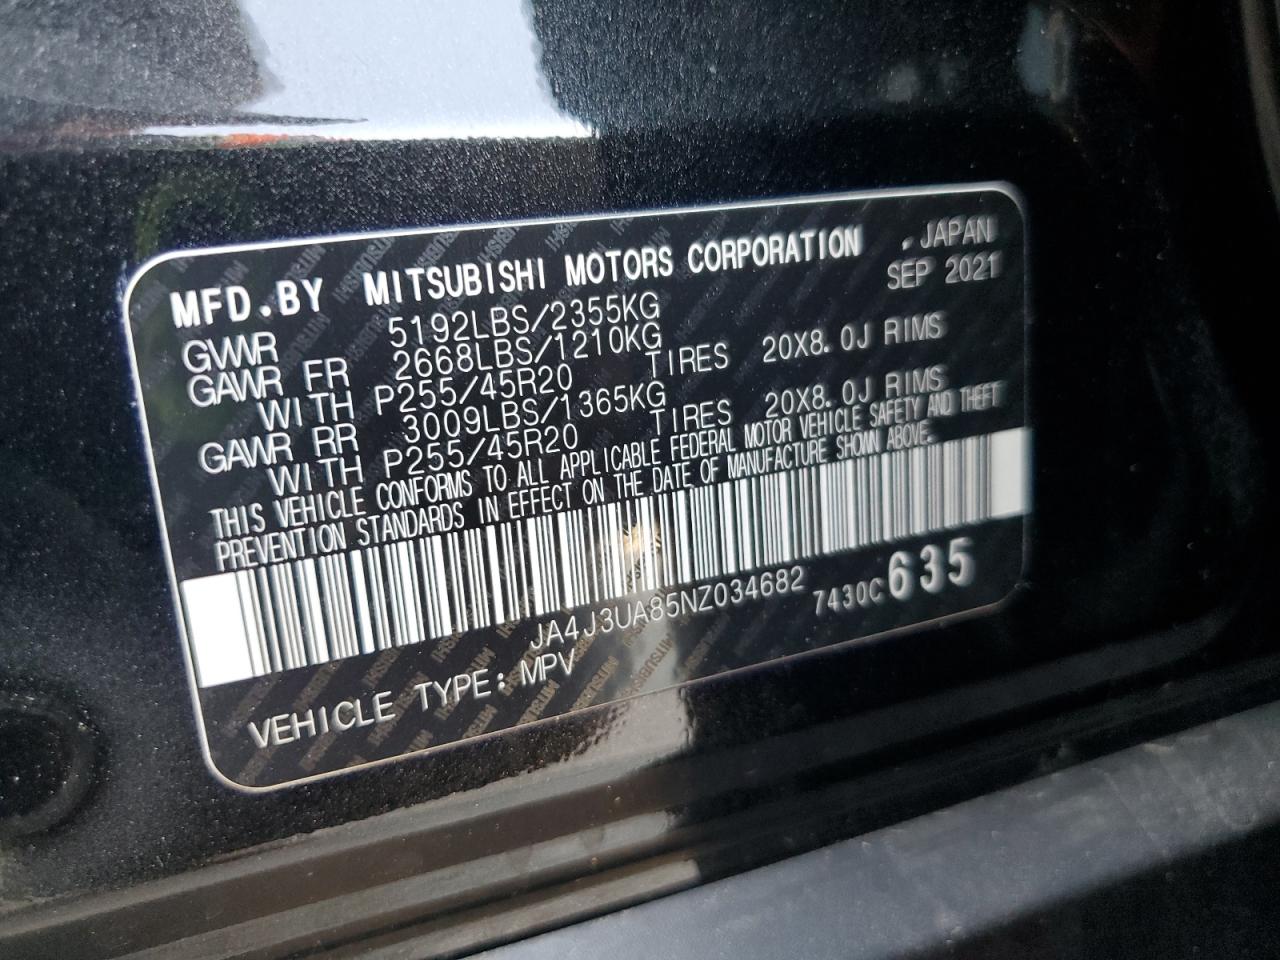 MFD.BY MITSUBISHI MOTORS CORPORATION JAPAN
SEP 2021
GVWR 5192LBS/2355KG
GAWR FR 2668LBS/1210KG
WITH P255/45R20 TIRES 20X8.0J RIMS
GAWR RR 3009LBS/1365KG
WITH P255/45R20 TIRES 20X8.0J RIMS
THIS VEHICLE CONFORMS TO ALL APPLICABLE FEDERAL MOTOR VEHICLE SAFETY AND THEFT
PREVENTION STANDARDS IN EFFECT ON THE DATE OF MANUFACTURE SHOWN ABOVE.
JA4J3UA85NZ034682 7430C635
VEHICLE TYPE: MPV